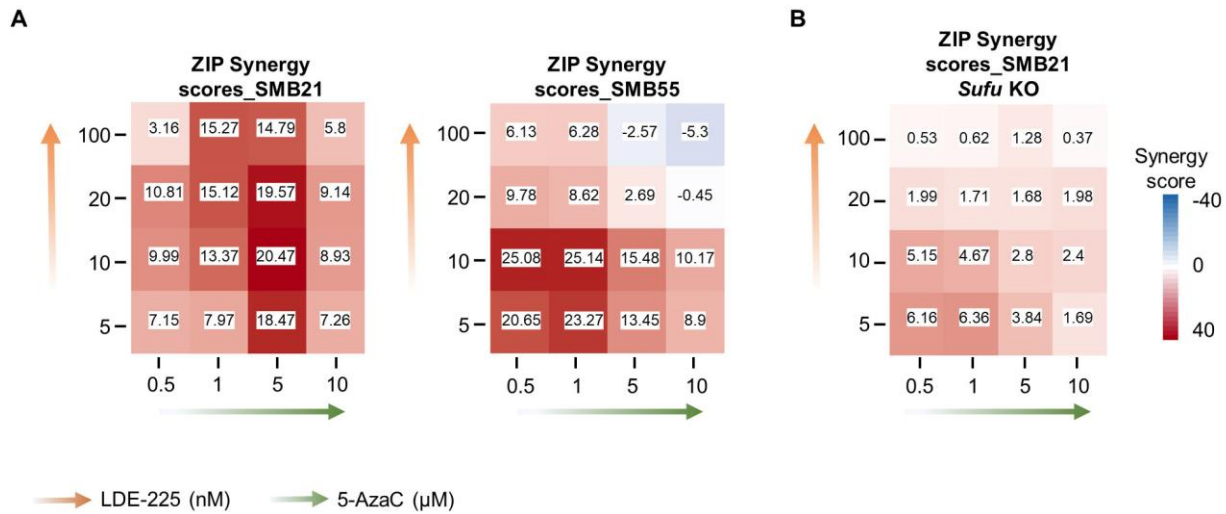 A
B
ZIP Synergy
scores_SMB21
ZIP Synergy
scores_SMB55
ZIP Synergy
scores_SMB21
Sufu KO
100 3.16 15.27 14.79 5.8
20 10.81 15.12 19.57 9.14
10 9.99 13.37 20.47 8.93
5 7.15 7.97 18.47 7.26
0.5 1 5 10
100 6.13 6.28 -2.57 -5.3
20 9.78 8.62 2.69 -0.45
10 25.08 25.14 15.48 10.17
5 20.65 23.27 13.45 8.9
0.5 1 5 10
100 0.53 0.62 1.28 0.37
20 1.99 1.71 1.68 1.98
10 5.15 4.67 2.8 2.4
5 6.16 6.36 3.84 1.69
0.5 1 5 10
Synergy
score
-40
0
40
LDE-225 (nM)
5-AzaC (μM)